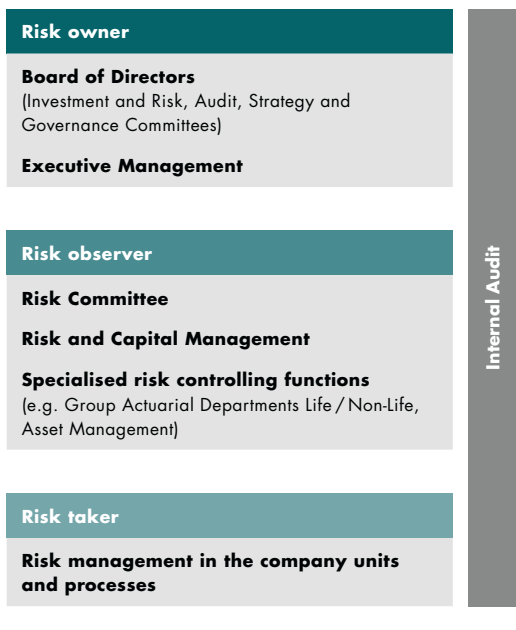 Risk owner
Board of Directors
(Investment and Risk, Audit, Strategy and
Governance Committees)
Executive Management
Risk observer
Risk Committee
Risk and Capital Management
Specialised risk controlling functions
(e.g. Group Actuarial Departments Life / Non-Life,
Asset Management)
Risk taker
Risk management in the company units
and processes
Internal Audit